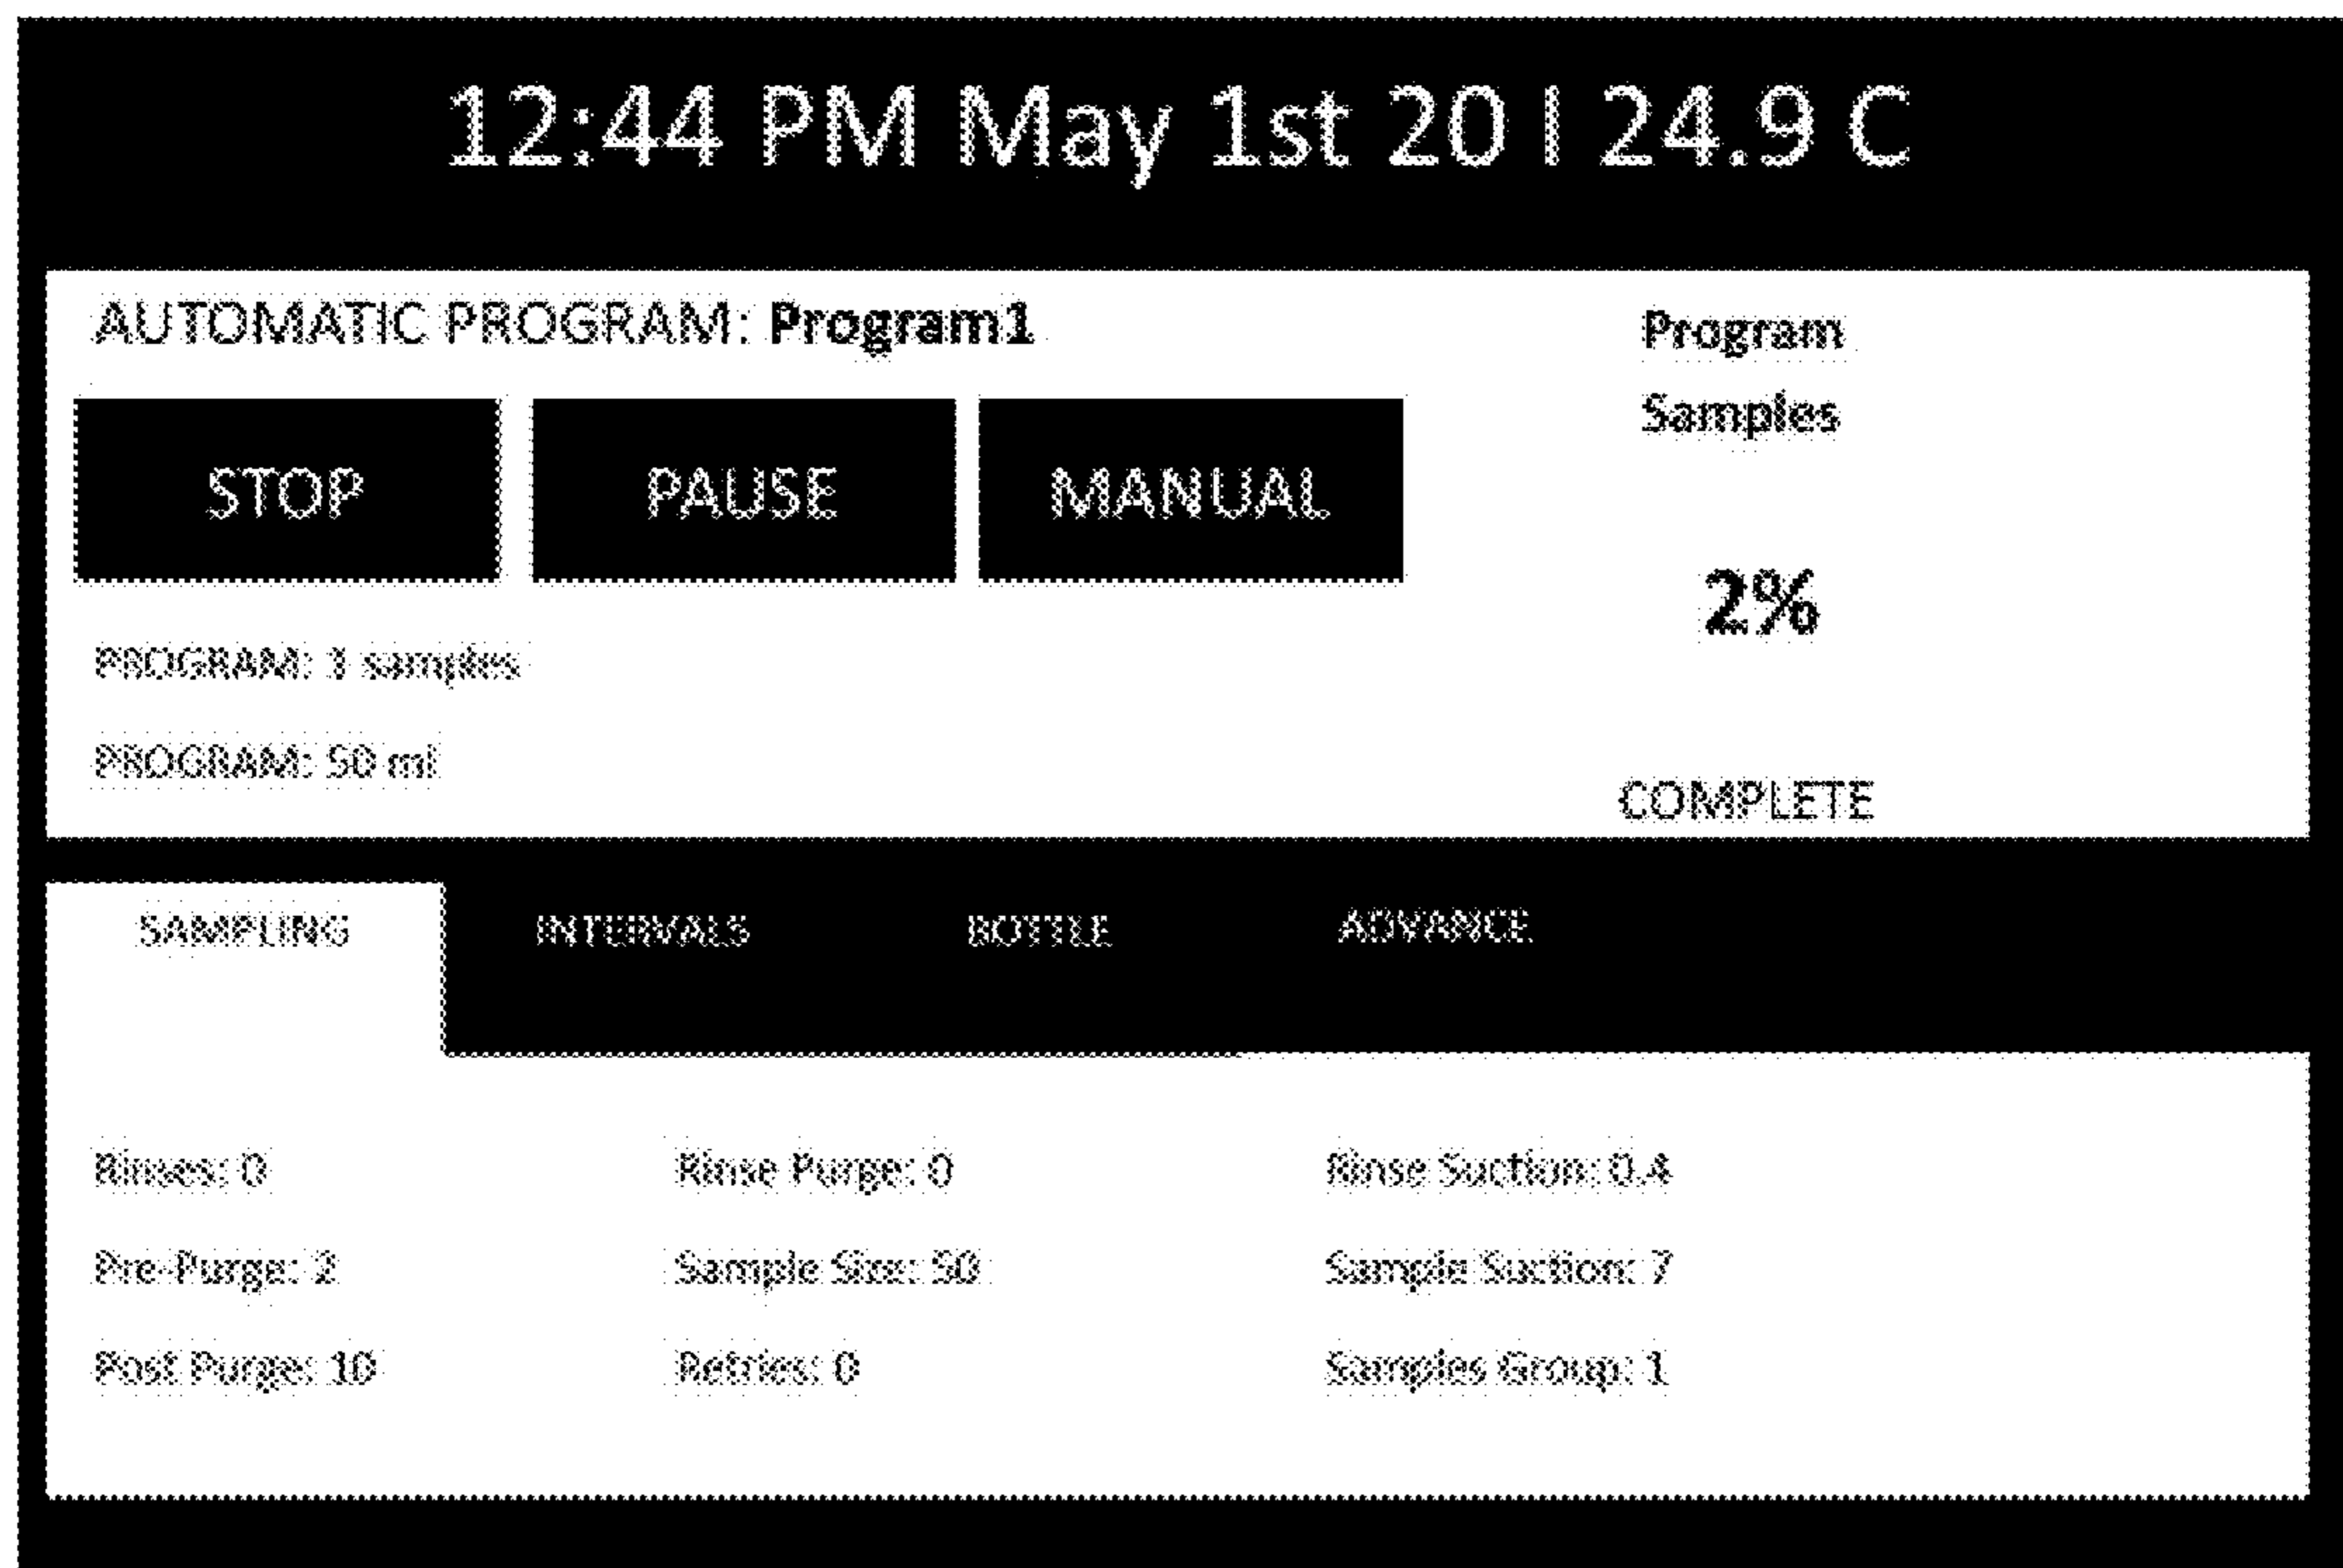 12:44 PM May 1st 20 | 24.9 C
AUTOMATIC PROGRAM: Program1
Program
Samples
STOP PAUSE MANUAL
2%
PROGRAM: 1 samples
PROGRAM: 50 ml
COMPLETE
SAMPLING INTERVALS BOTTLE ADVANCE
Rinses: 0 Rinse Purge: 0 Rinse Suction: 0.4
Pre-Purge: 2 Sample Size: 50 Sample Suction: 7
Post Purge: 10 Retries: 0 Samples Group: 1